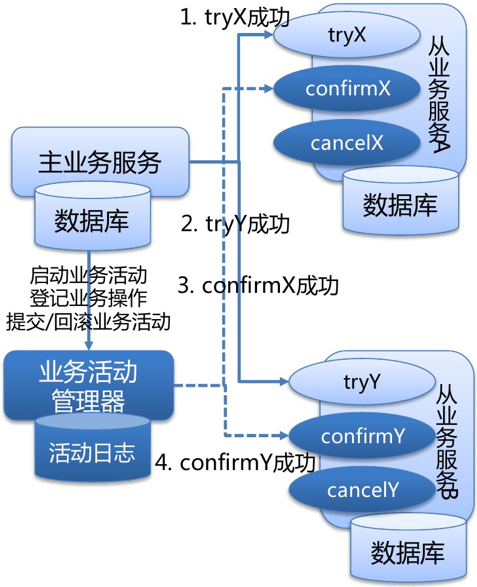 1. tryX成功
tryX
confirmX
cancelX
从业务服务A
数据库
主业务服务
数据库
2. tryY成功
启动业务活动
登记业务操作
提交/回滚业务活动
3. confirmX成功
业务活动
管理器
活动日志
tryY
confirmY
cancelY
从业务服务B
4. confirmY成功
数据库